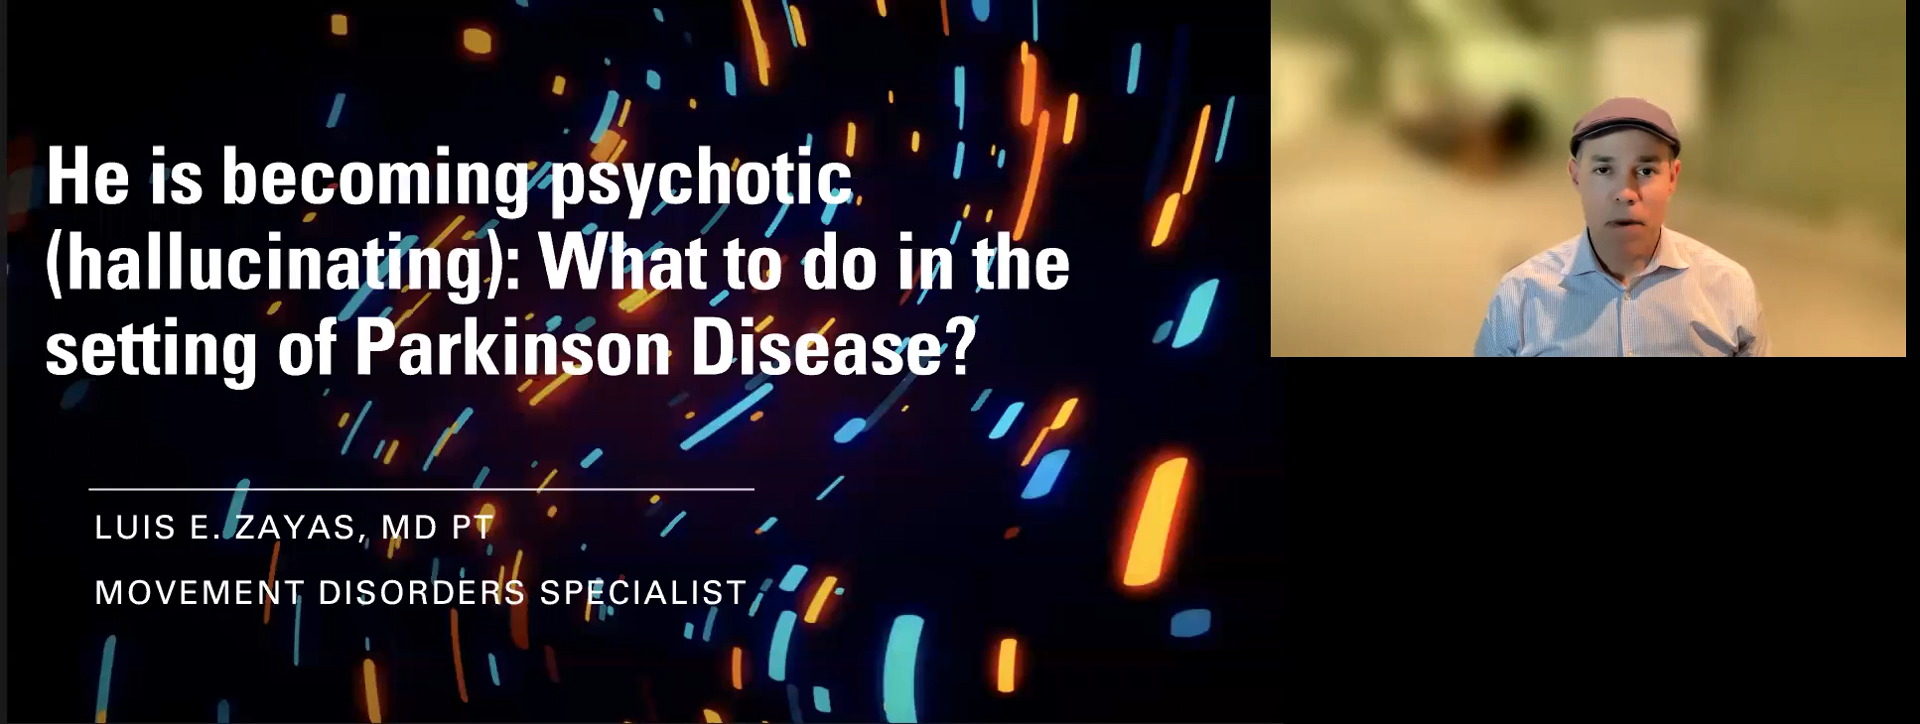 He is becoming psychotic
(hallucinating): What to do in the
setting of Parkinson Disease?
LUIS E. ZAYAS, MD PT
MOVEMENT DISORDERS SPECIALIST